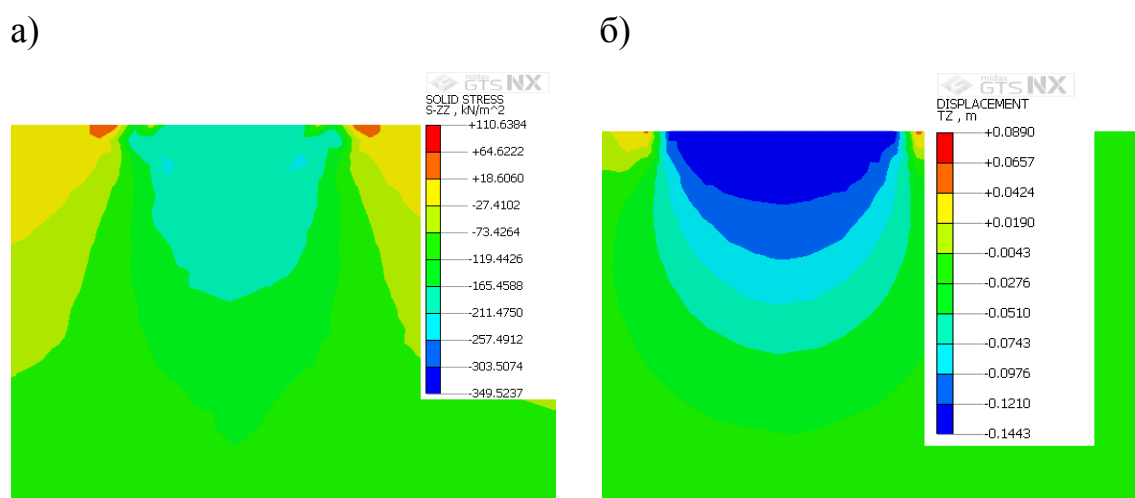 а)
б)
midas
GTS NX
SOLID STRESS
S-ZZ , kN/m^2
+110.6384
+64.6222
+18.6060
-27.4102
-73.4264
-119.4426
-165.4588
-211.4750
-257.4912
-303.5074
-349.5237
midas
GTS NX
DISPLACEMENT
TZ , m
+0.0890
+0.0657
+0.0424
+0.0190
-0.0043
-0.0276
-0.0510
-0.0743
-0.0976
-0.1210
-0.1443